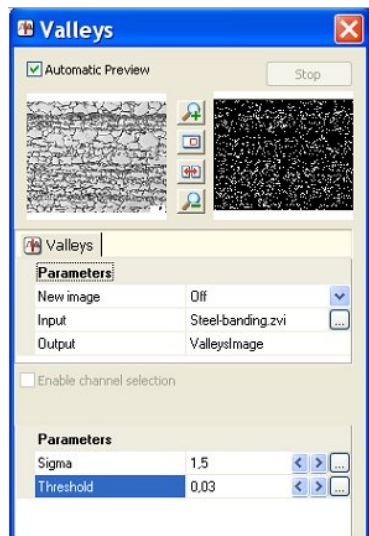 Valleys
Automatic Preview
Stop
Valleys
Parameters
New image Off
Input Steel-banding.zvi ...
Output ValleysImage
Enable channel selection
Parameters
Sigma 1,5 < > ...
Threshold 0,03 < > ...